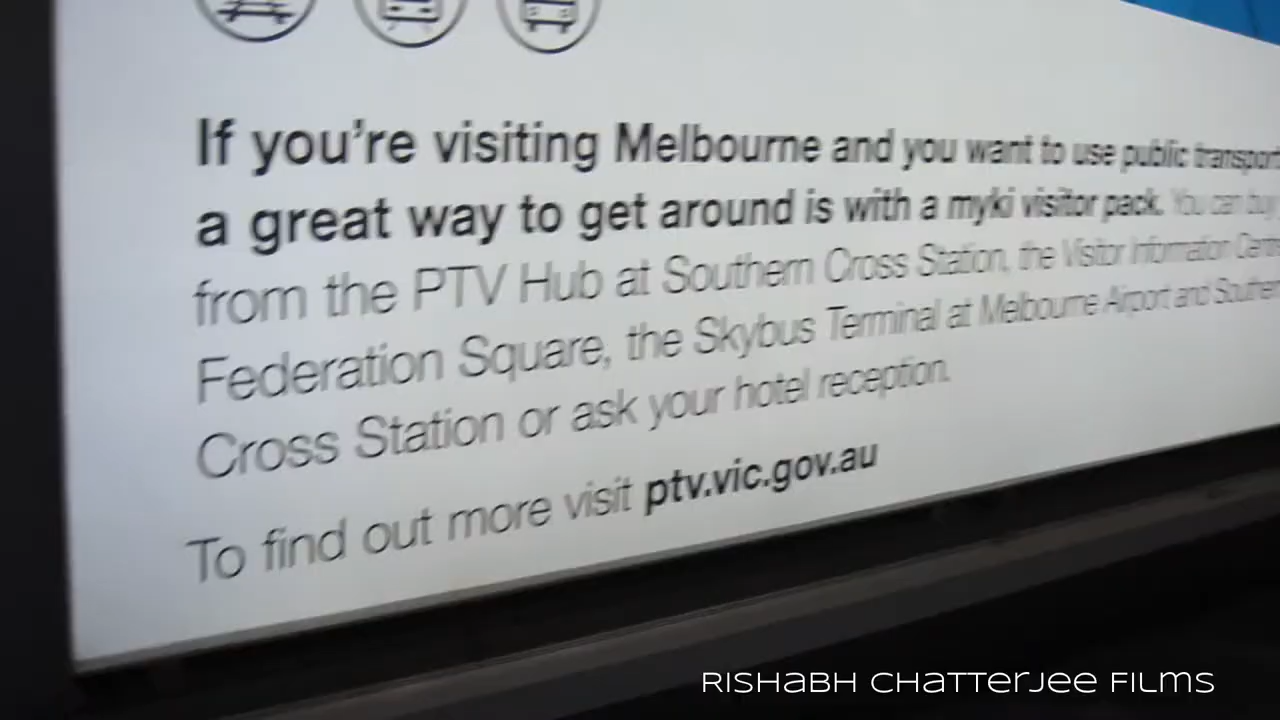 If you're visiting Melbourne and you want to use public transport
a great way to get around is with a myki visitor pack. You can buy
from the PTV Hub at Southern Cross Station, the Visitor Information Centre
Federation Square, the Skybus Terminal at Melbourne Airport and Southern
Cross Station or ask your hotel reception.
To find out more visit ptv.vic.gov.au
RISHABH CHATTERJEE FILMS